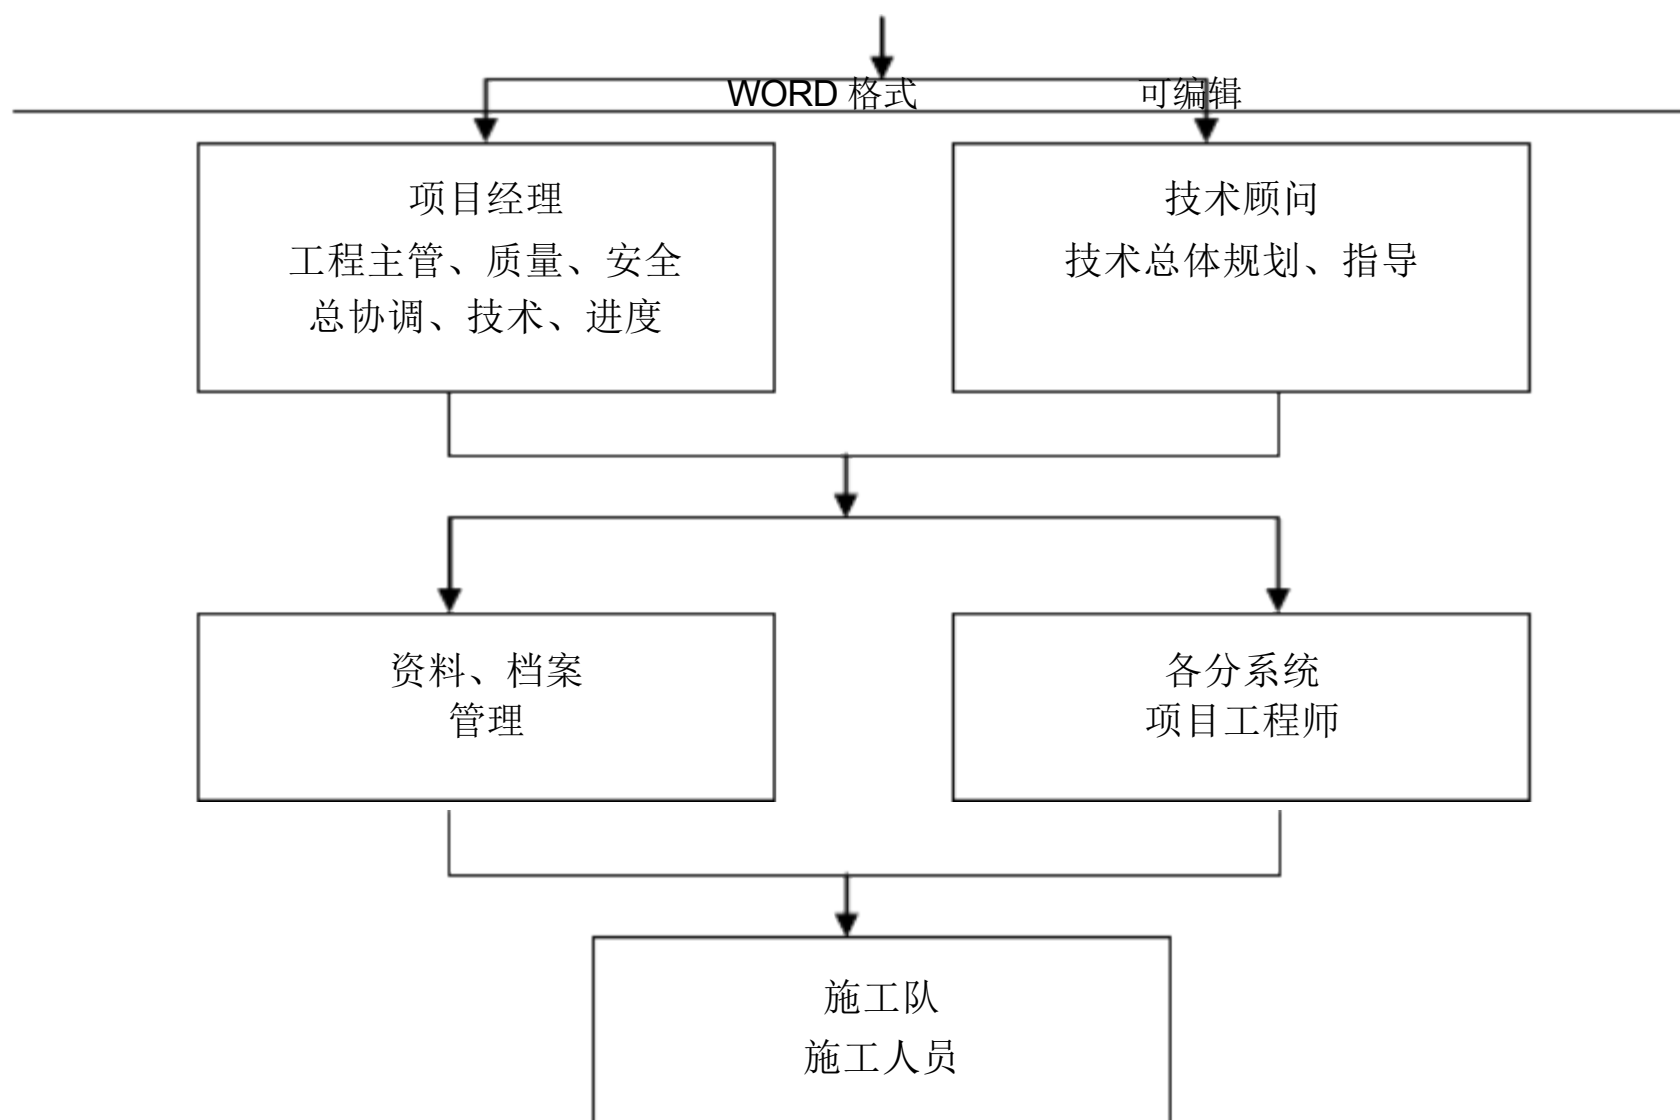 WORD 格式 可编辑
项目经理
工程主管、质量、安全
总协调、技术、进度
技术顾问
技术总体规划、指导
资料、档案
管理
各分系统
项目工程师
施工队
施工人员